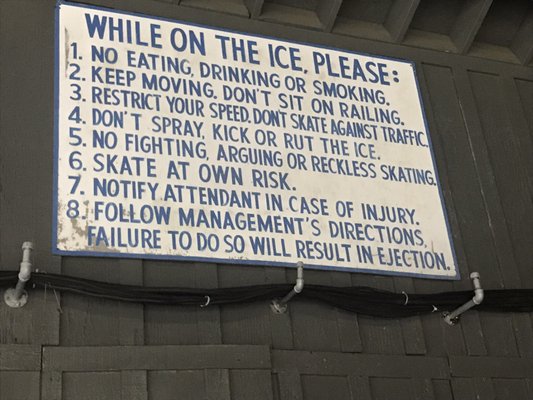 WHILE ON THE ICE, PLEASE:
1. NO EATING, DRINKING OR SMOKING.
2. KEEP MOVING, DON'T SIT ON RAILING.
3. RESTRICT YOUR SPEED, DONT SKATE AGAINST TRAFFIC.
4. DON'T SPRAY, KICK OR RUT THE ICE.
5. NO FIGHTING, ARGUING OR RECKLESS SKATING.
6. SKATE AT OWN RISK.
7. NOTIFY ATTENDANT IN CASE OF INJURY.
8. FOLLOW MANAGEMENT'S DIRECTIONS,
FAILURE TO DO SO WILL RESULT IN EJECTION.